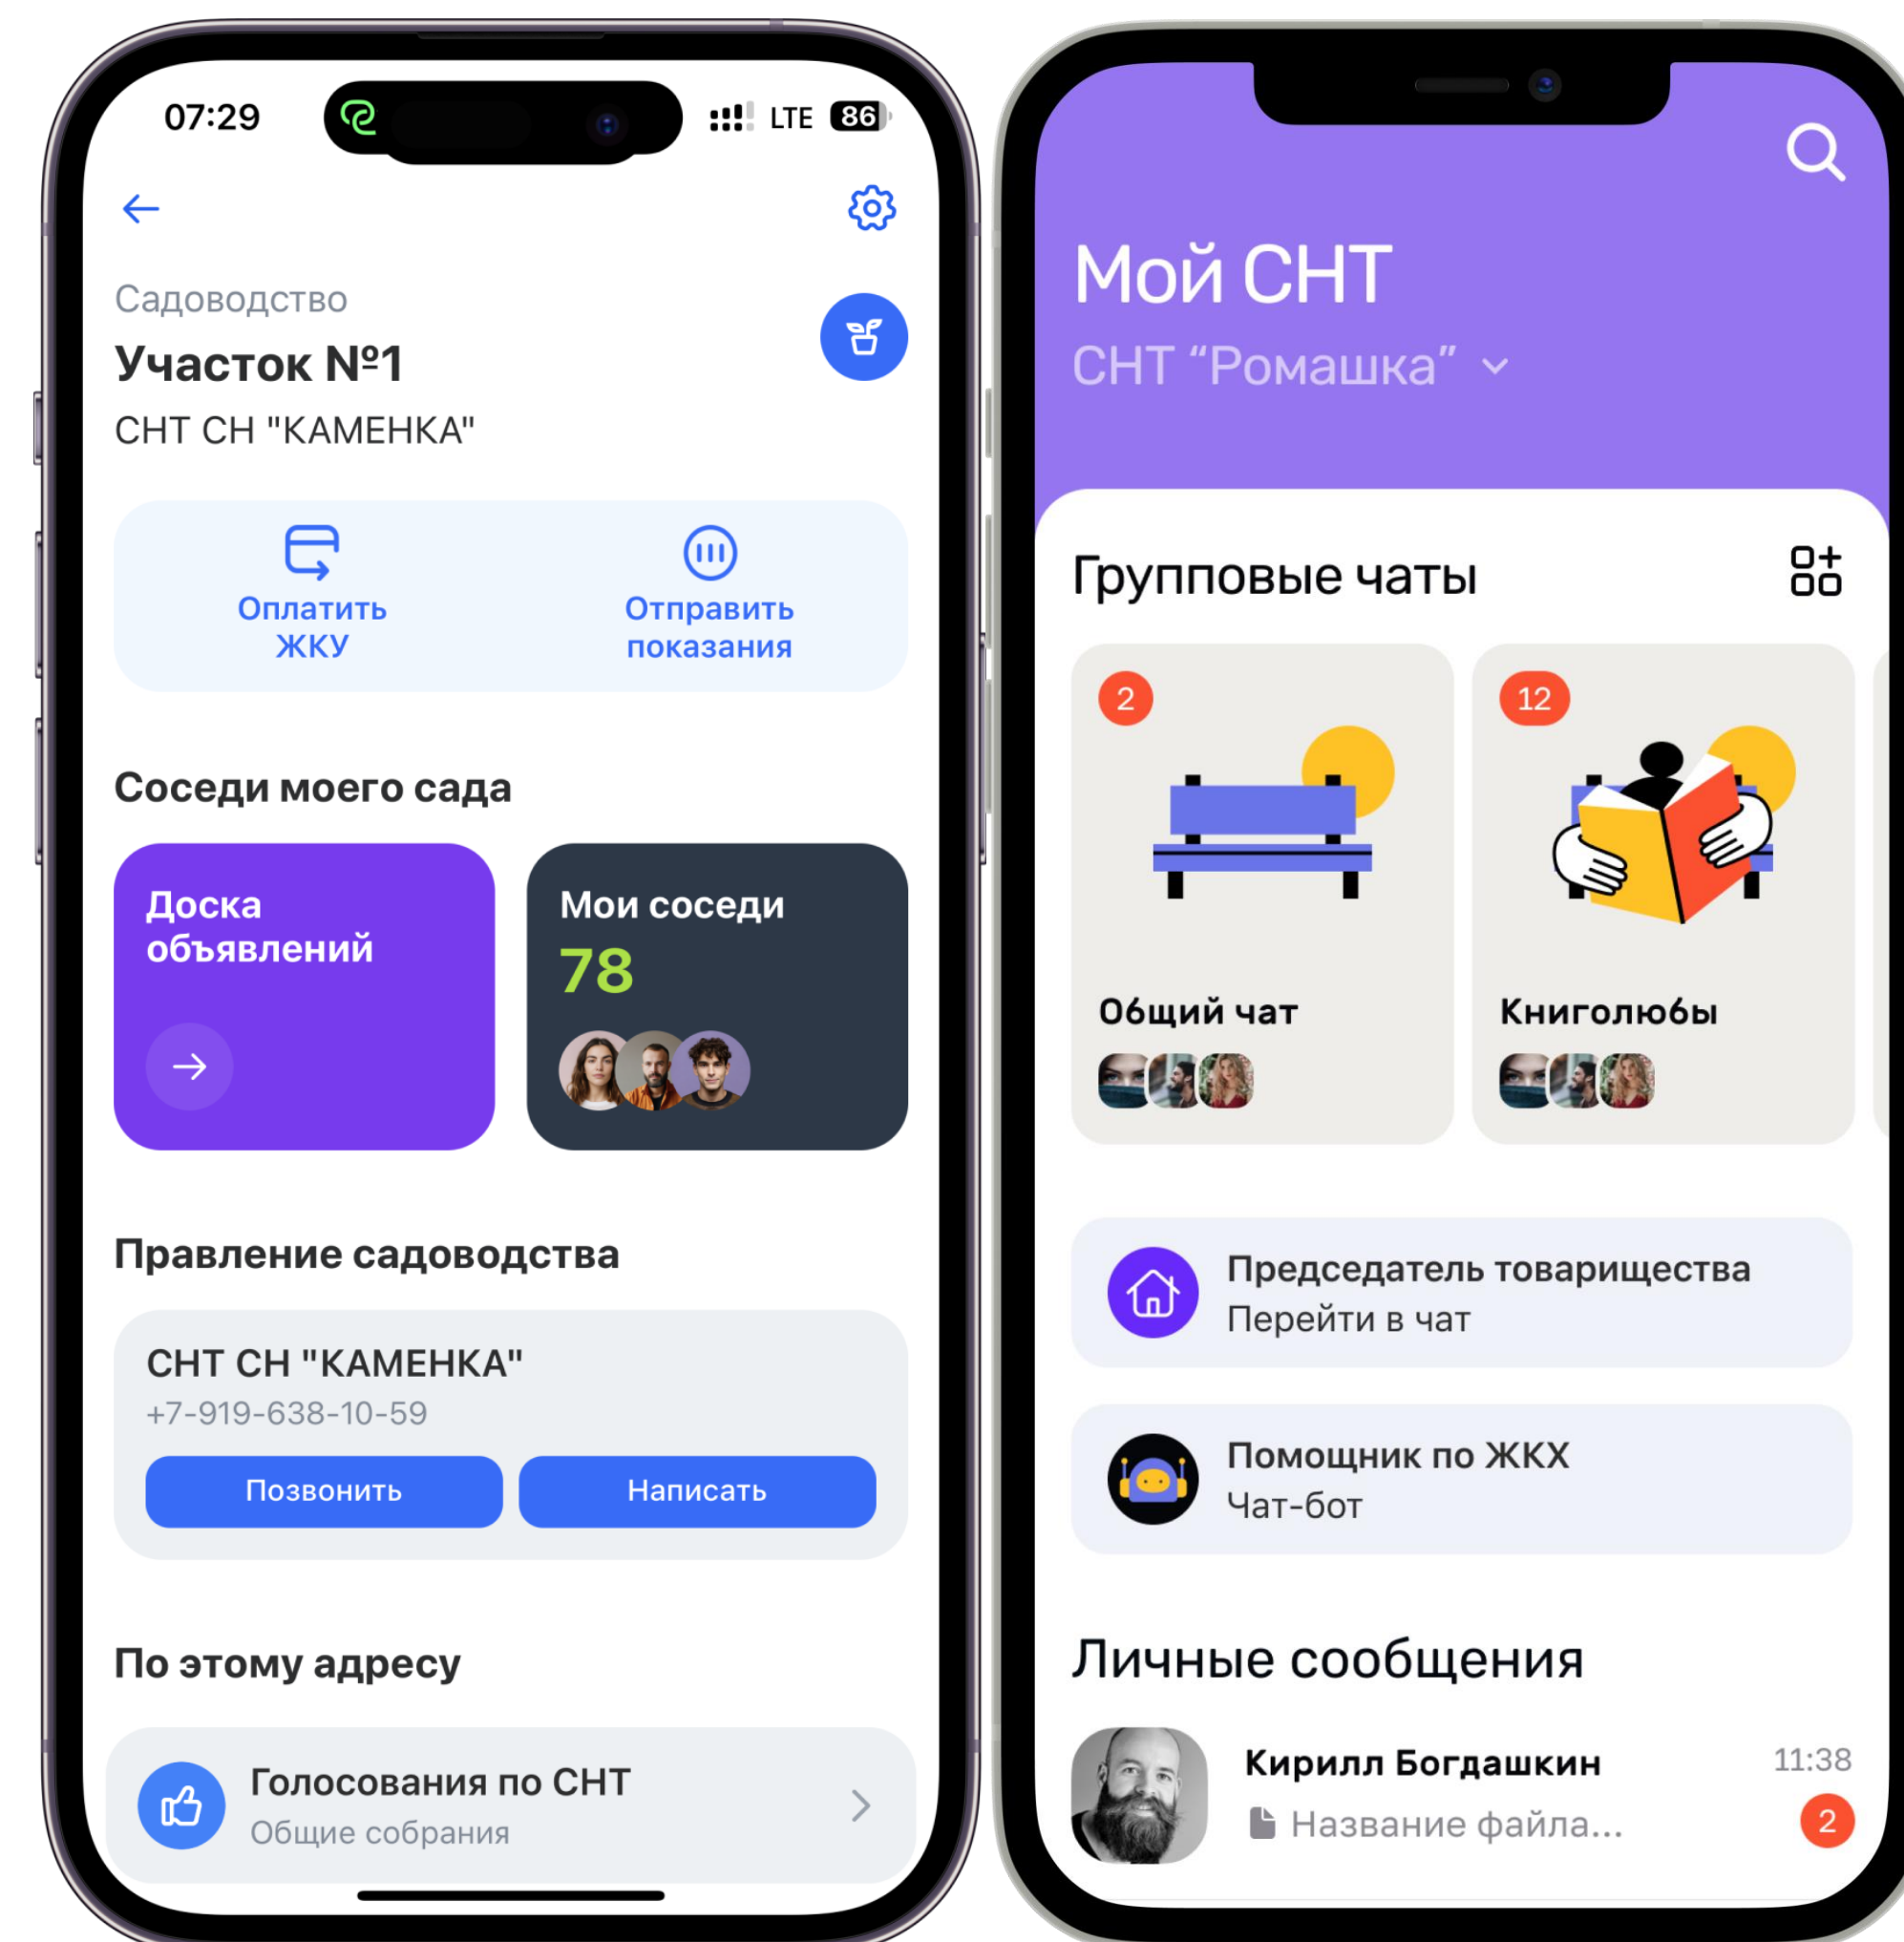 07:29
LTE 86
Садоводство
Участок №1
СНТ СН "КАМЕНКА"
Оплатить
ЖКУ
Отправить
показания
Соседи моего сада
Доска
объявлений
Мои соседи
78
Правление садоводства
СНТ СН "КАМЕНКА"
+7-919-638-10-59
Позвонить
Написать
По этому адресу
Голосования по СНТ
Общие собрания
Мой СНТ
СНТ “Ромашка”
Групповые чаты
2
12
Общий чат
Книголюбы
Председатель товарищества
Перейти в чат
Помощник по ЖКХ
Чат-бот
Личные сообщения
Кирилл Богдашкин
11:38
Название файла...
2